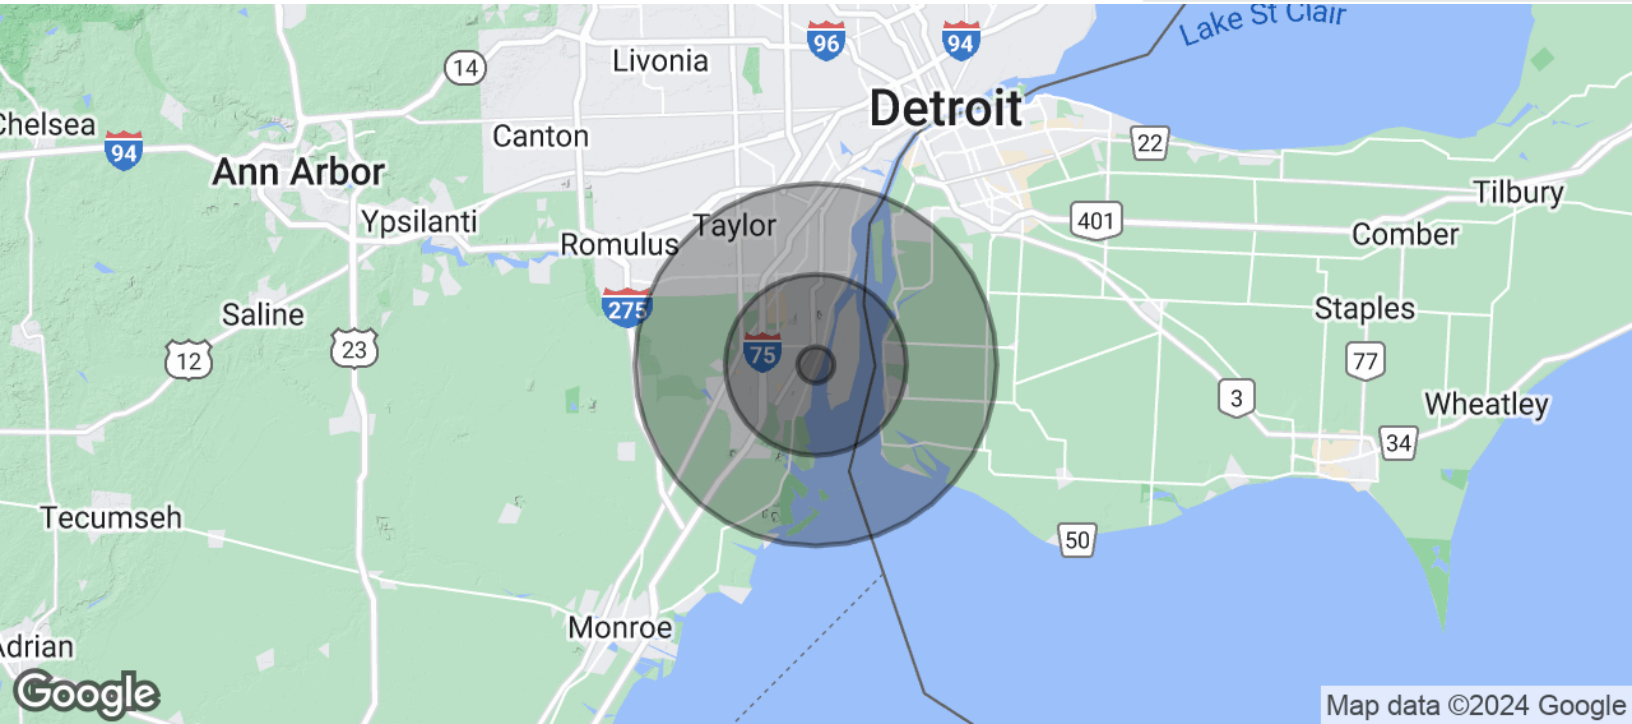 Lake St Clair
96
94
Livonia
14
Detroit
Chelsea
Canton
22
94
Ann Arbor
Tilbury
Ypsilanti
Taylor
401
Romulus
Comber
275
Saline
Staples
12
23
75
77
3
Wheatley
34
Tecumseh
50
Monroe
Adrian
Google
Map data ©2024 Google